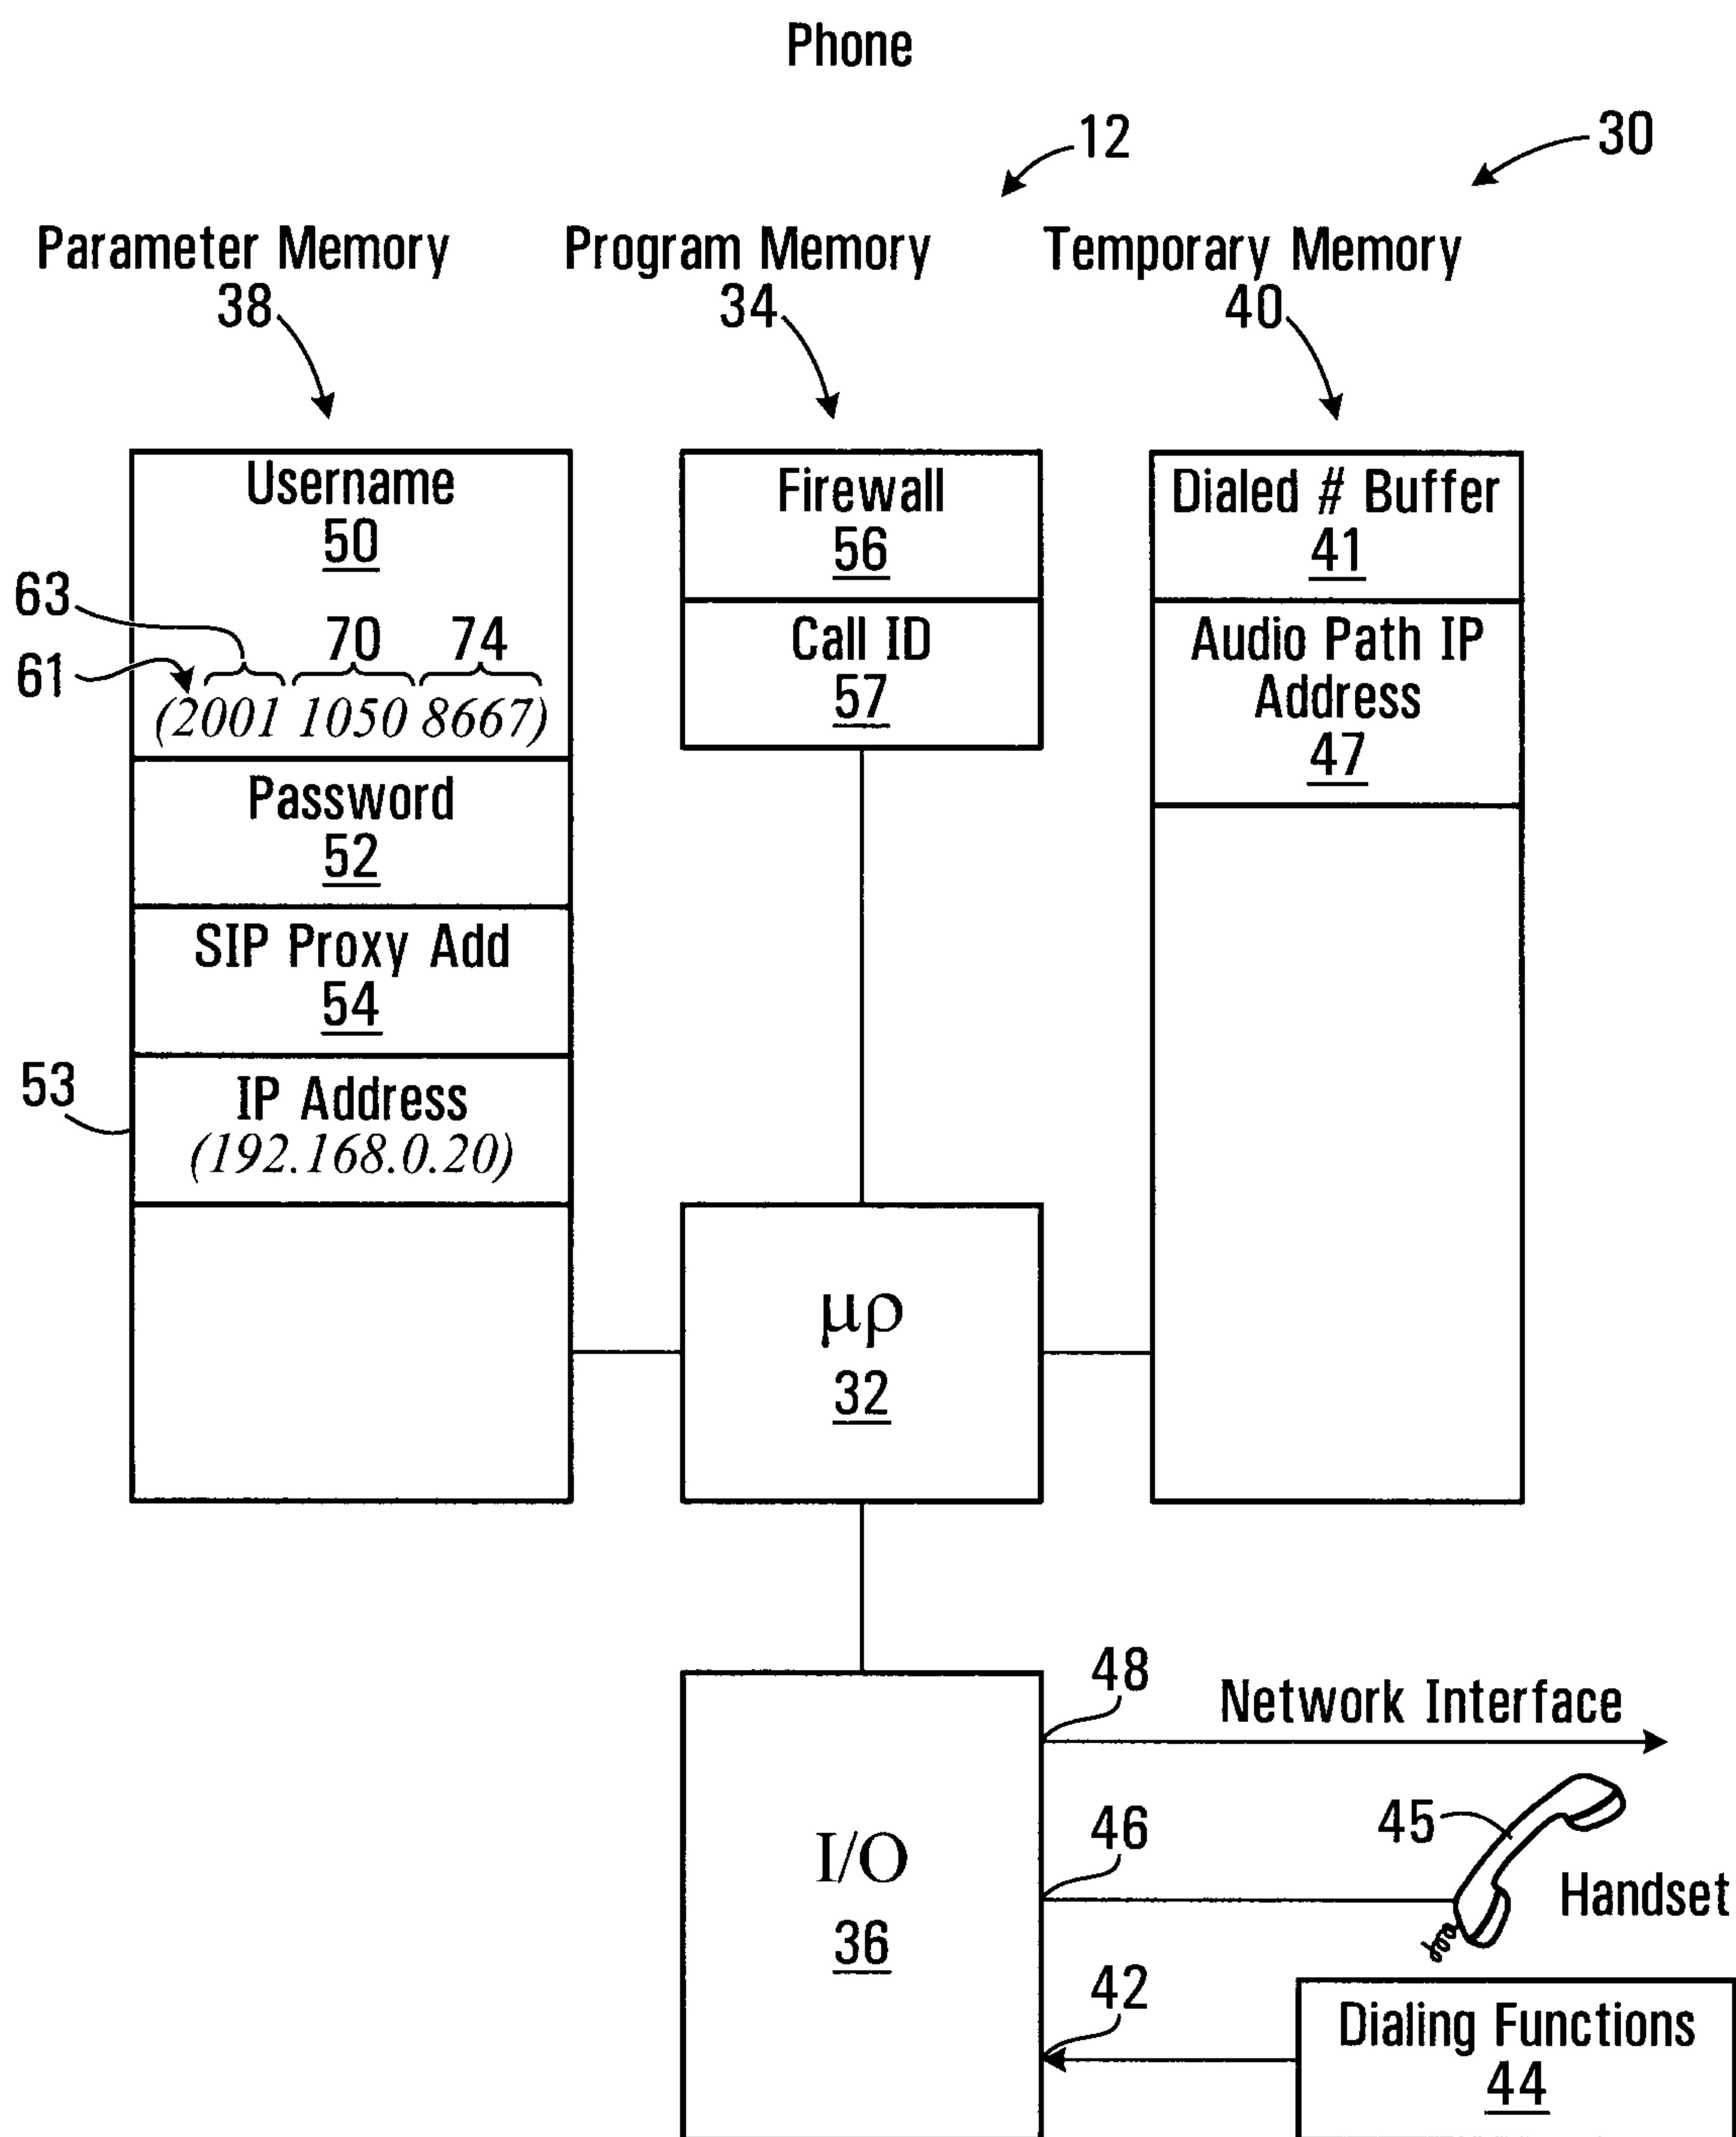 Phone
12
30
Parameter Memory
38
Program Memory
34
Temporary Memory
40
Username
50
63
70
74
61
(2001 1050 8667)
Password
52
SIP Proxy Add
54
53
IP Address
(192.168.0.20)
Firewall
56
Call ID
57
Dialed # Buffer
41
Audio Path IP
Address
47
μρ
32
I/O
36
48
Network Interface
46
45
Handset
42
Dialing Functions
44